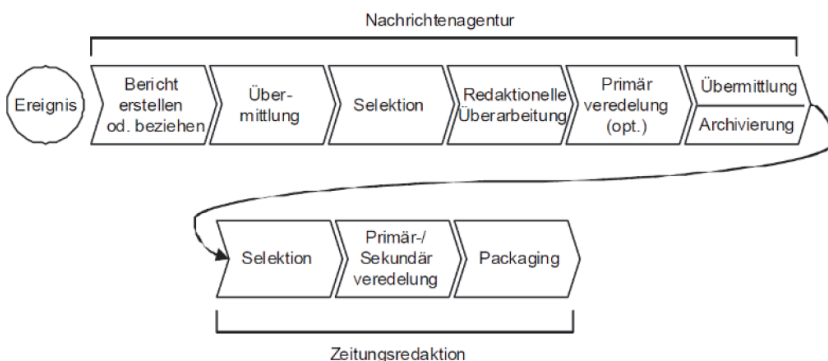 Nachrichtenagentur
Ereignis
Bericht
erstellen
od. beziehen
Über-
mittlung
Selektion
Redaktionelle
Überarbeitung
Primär
veredelung
(opt.)
Übermittlung
Archivierung
Selektion
Primär-/
Sekundär
veredelung
Packaging
Zeitungsredaktion